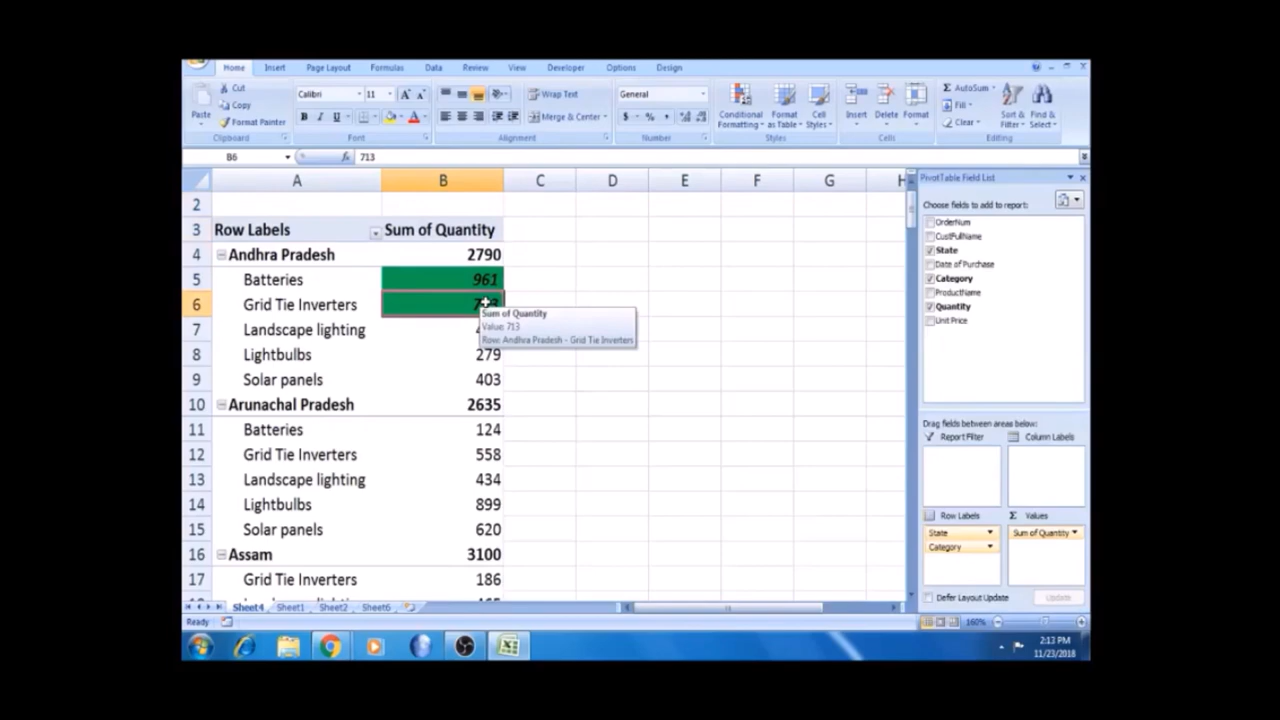 Home Insert Page Layout Formulas Data Review View Developer Options Design
Cut
Copy
Paste
Format Painter
Calibri 11
B I U
Wrap Text
Merge & Center
General
$ % ,
Conditional Formatting
Format as Table
Cell Styles
Insert Delete Format
AutoSum
Fill
Clear
Sort & Filter
Find & Select
Clipboard Font Alignment Number Styles Cells Editing
B6 fx 713
A B C D E F G H
2
3 Row Labels Sum of Quantity
4 Andhra Pradesh 2790
5 Batteries 961
6 Grid Tie Inverters
7 Landscape lighting
8 Lightbulbs 279
9 Solar panels 403
10 Arunachal Pradesh 2635
11 Batteries 124
12 Grid Tie Inverters 558
13 Landscape lighting 434
14 Lightbulbs 899
15 Solar panels 620
16 Assam 3100
17 Grid Tie Inverters 186
Sum of Quantity
Value: 713
Row: Andhra Pradesh - Grid Tie Inverters
Sheet4 Sheet1 Sheet2 Sheet6
Ready
160%
PivotTable Field List
Choose fields to add to report:
OrderNum
CustFullName
State
Date of Purchase
Category
ProductName
Quantity
Unit Price
Drag fields between areas below:
Report Filter Column Labels
Row Labels Σ Values
State Sum of Quantity
Category
Defer Layout Update Update
2:13 PM
11/23/2018